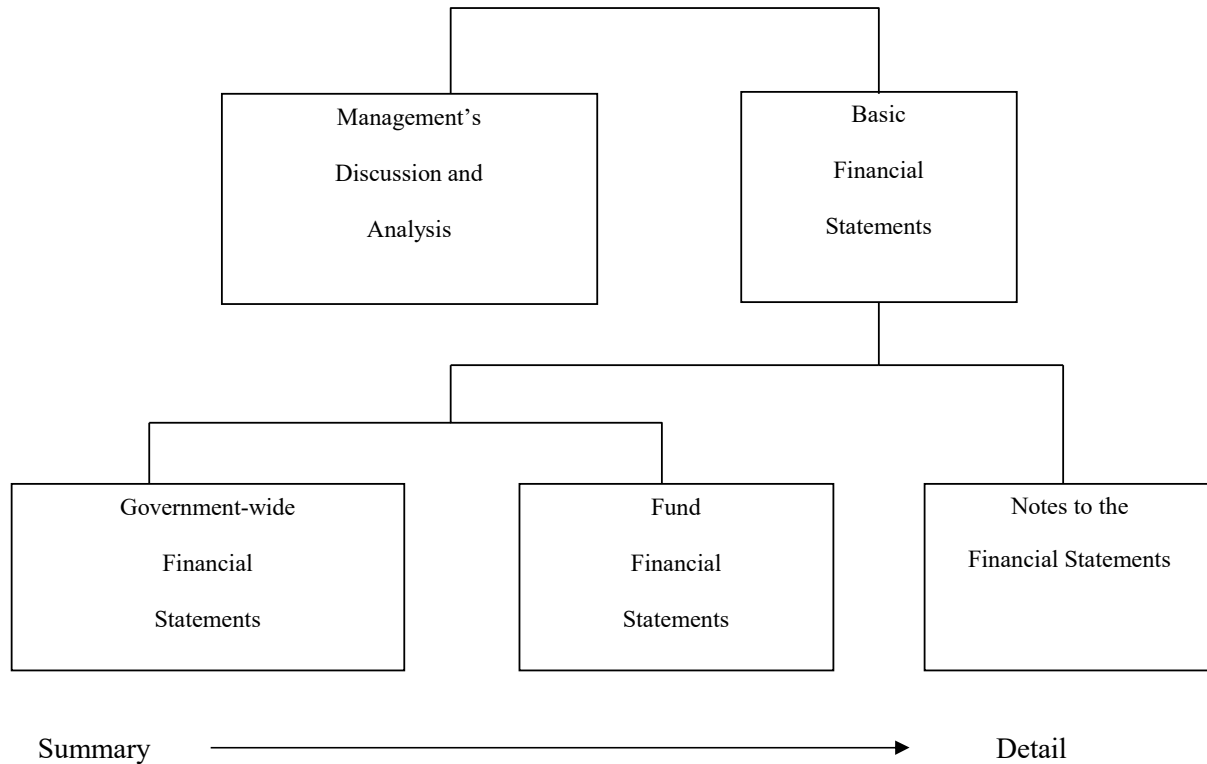 Management’s
Discussion and
Analysis
Basic
Financial
Statements
Government-wide
Financial
Statements
Fund
Financial
Statements
Notes to the
Financial Statements
Summary
Detail